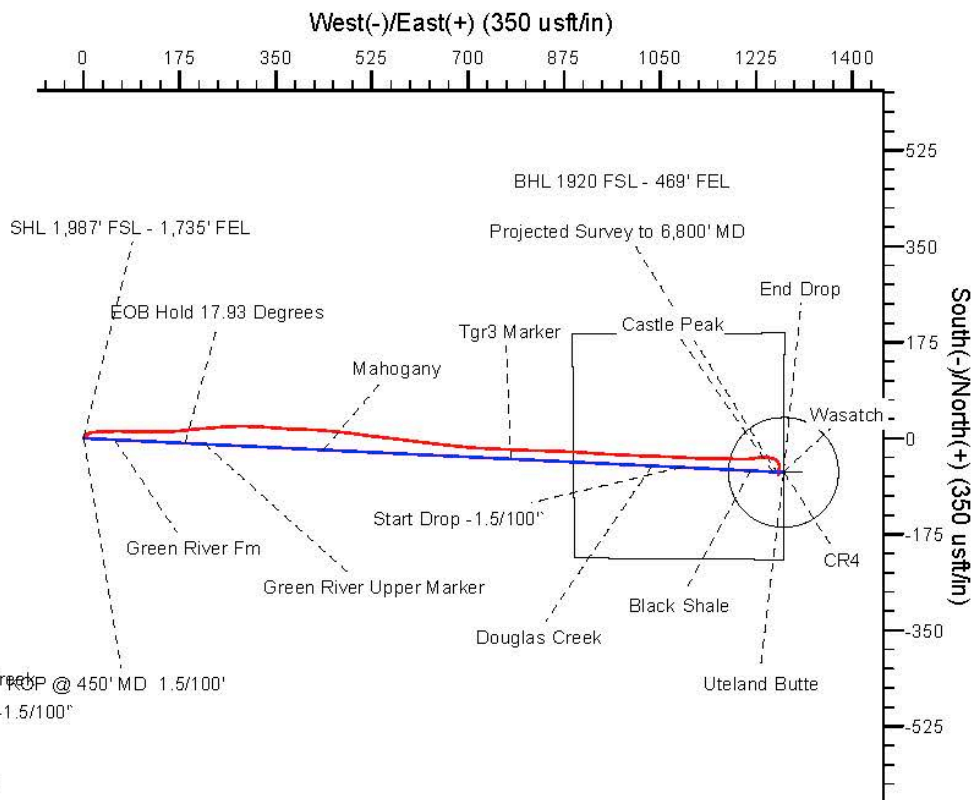 West(-)/East(+) (350 usft/in)
0 175 350 525 700 875 1050 1225 1400
525
BHL 1920 FSL - 469' FEL
SHL 1,987' FSL - 1,735' FEL
Projected Survey to 6,800' MD
350
End Drop
EOB Hold 17.93 Degrees
Tgr3 Marker
Castle Peak
175
Mahogany
Wasatch
0
South(-)/North(+) (350 usft/in)
Start Drop -1.5/100'
-175
Green River Fm
CR4
Green River Upper Marker
Black Shale
Douglas Creek
-350
reek
KOP @ 450' MD 1.5/100'
Uteland Butte
-1.5/100'
-525